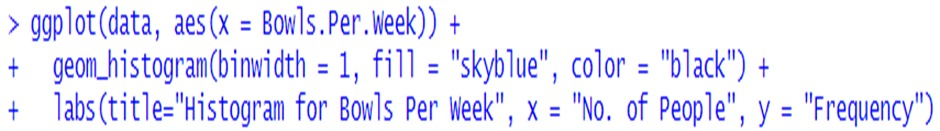 > ggplot(data, aes(x = Bowls.Per.Week)) +
+   geom_histogram(binwidth = 1, fill = "skyblue", color = "black") +
+   labs(title="Histogram for Bowls Per Week", x = "No. of People", y = "Frequency")